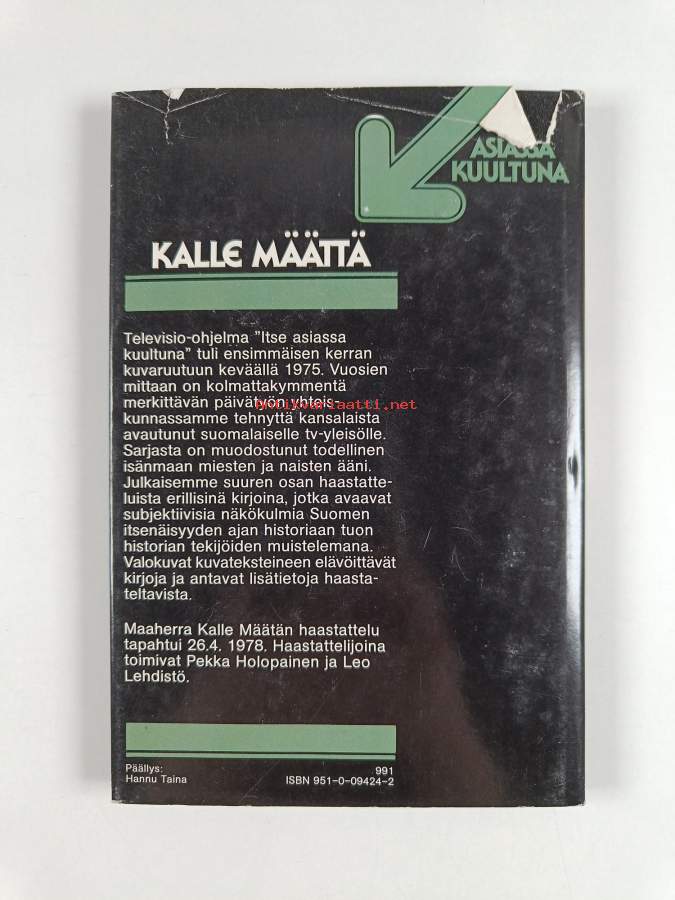 ASIASSA
KUULTUNA
KALLE MÄÄTTÄ
Televisio-ohjelma ”Itse asiassa
kuultuna” tuli ensimmäisen kerran
kuvaruutuun keväällä 1975. Vuosien
mittaan on kolmattakymmentä
merkittävän päivätyön yhteis-
kunnassamme tehnyttä kansalaista
avautunut suomalaiselle tv-yleisölle.
Sarjasta on muodostunut todellinen
isänmaan miesten ja naisten ääni.
Julkaisemme suuren osan haastatte-
luista erillisinä kirjoina, jotka avaavat
subjektiivisia näkökulmia Suomen
itsenäisyyden ajan historiaan tuon
historian tekijöiden muistelemana.
Valokuvat kuvateksteineen elävöittävät
kirjoja ja antavat lisätietoja haasta-
teltavista.
Maaherra Kalle Määtän haastattelu
tapahtui 26.4. 1978. Haastattelijoina
toimivat Pekka Holopainen ja Leo
Lehdistö.
Päällys:
Hannu Taina
991
ISBN 951-0-09424-2
antikvariaatti.net